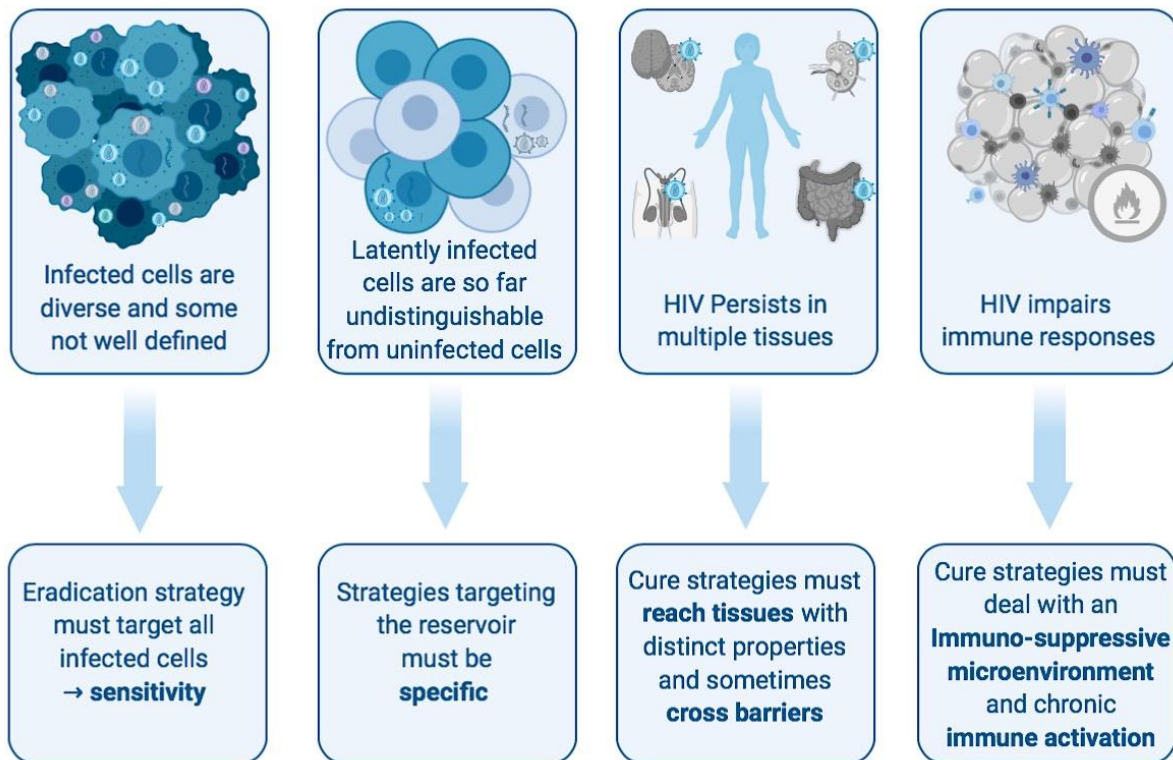 Infected cells are
diverse and some
not well defined
Latently infected
cells are so far
undistinguishable
from uninfected cells
HIV Persists in
multiple tissues
HIV impairs
immune responses
Eradication strategy
must target all
infected cells
→ sensitivity
Strategies targeting
the reservoir
must be
specific
Cure strategies must
reach tissues with
distinct properties
and sometimes
cross barriers
Cure strategies must
deal with an
Immuno-suppressive
microenvironment
and chronic
immune activation